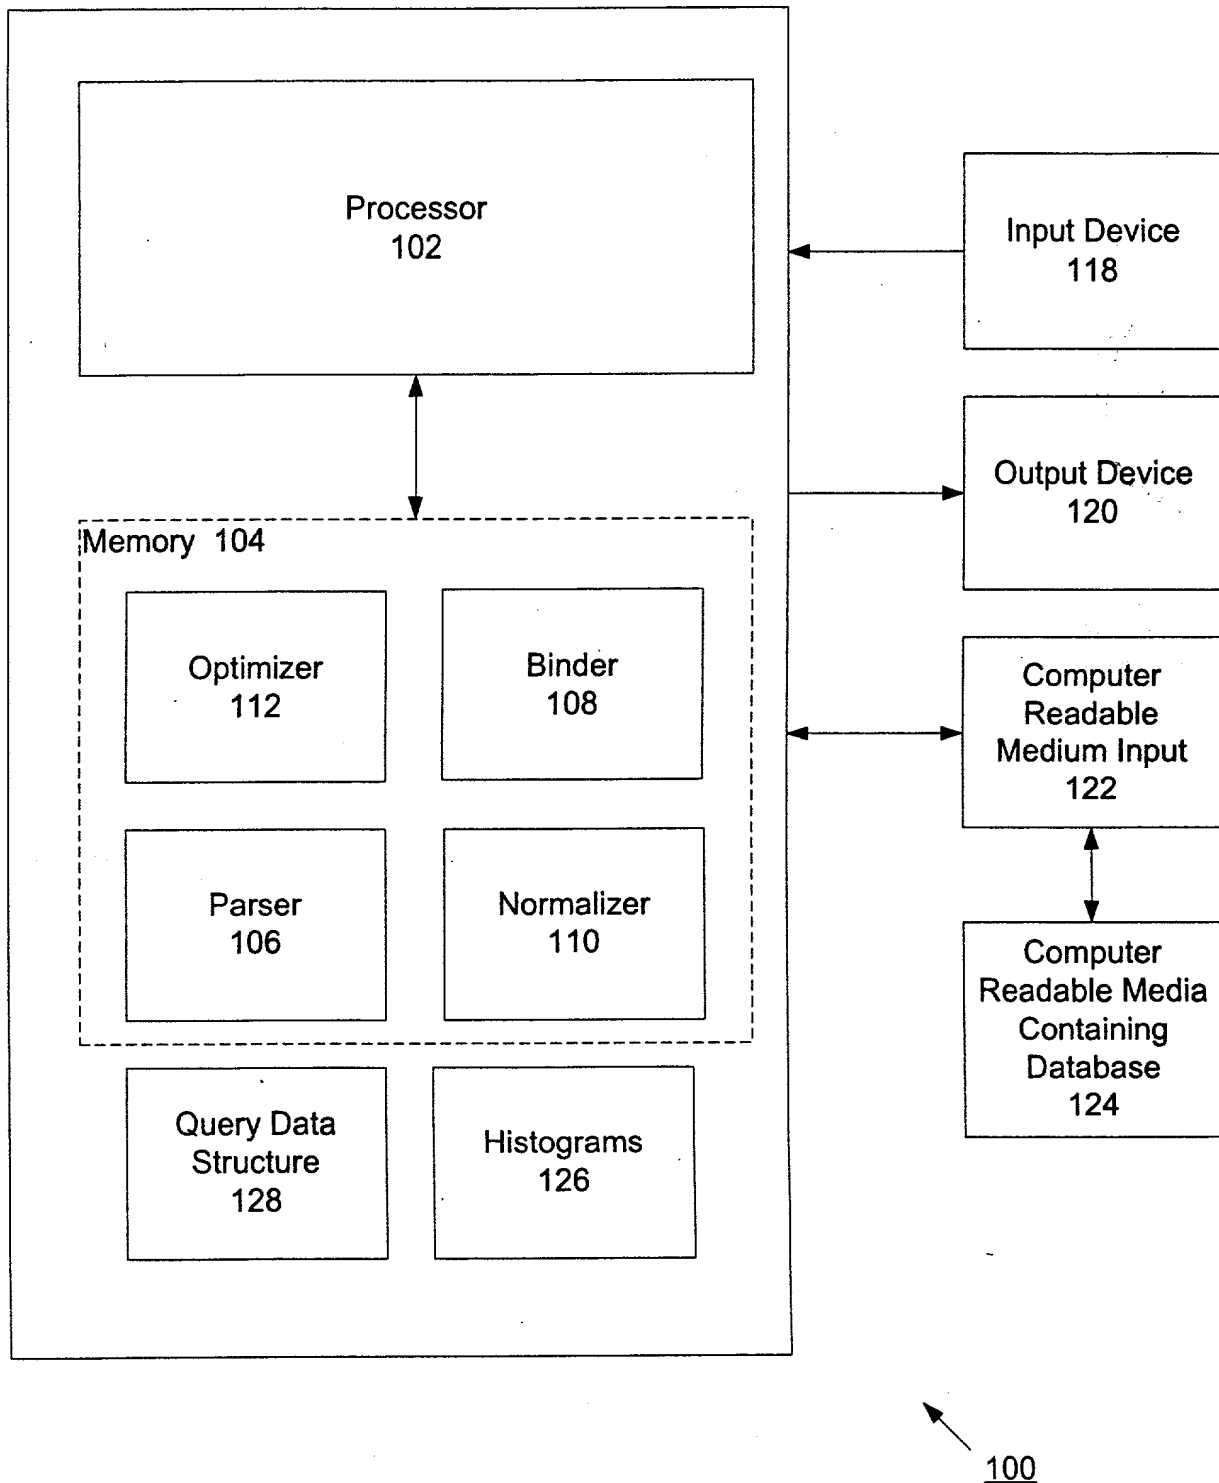 Processor
102
Input Device
118
Output Device
120
Memory 104
Optimizer
112
Binder
108
Computer
Readable
Medium Input
122
Parser
106
Normalizer
110
Computer
Readable Media
Containing
Database
124
Query Data
Structure
128
Histograms
126
100